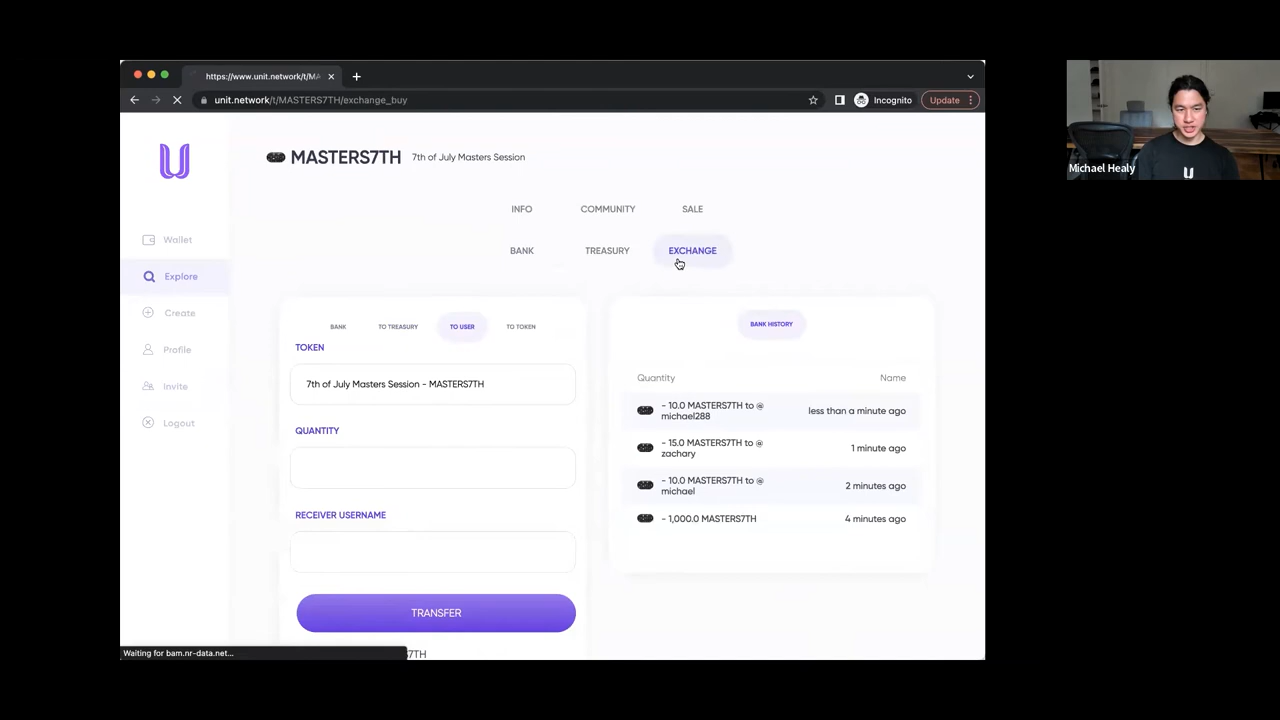 https://www.unit.network/t/MA
unit.network/t/MASTERS7TH/exchange_buy
Incognito
Update
MASTERS7TH
7th of July Masters Session
INFO
COMMUNITY
SALE
BANK
TREASURY
EXCHANGE
Wallet
Explore
Create
Profile
Invite
Logout
BANK
TO TREASURY
TO USER
TO TOKEN
TOKEN
7th of July Masters Session - MASTERS7TH
QUANTITY
RECEIVER USERNAME
TRANSFER
S7TH
BANK HISTORY
Quantity
Name
- 10.0 MASTERS7TH to @
michael288
less than a minute ago
- 15.0 MASTERS7TH to @
zachary
1 minute ago
- 10.0 MASTERS7TH to @
michael
2 minutes ago
- 1,000.0 MASTERS7TH
4 minutes ago
Waiting for bam.nr-data.net...
Michael Healy